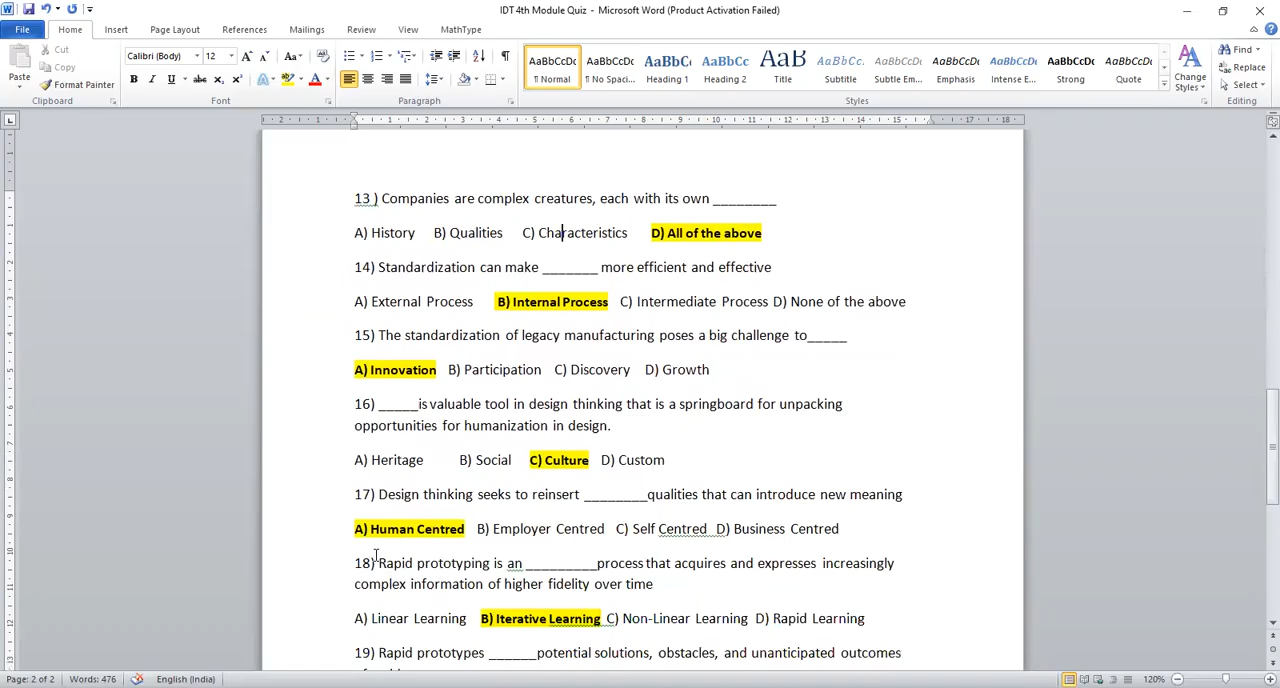 IDT 4th Module Quiz - Microsoft Word (Product Activation Failed)
File Home Insert Page Layout References Mailings Review View MathType
Paste Cut Copy Format Painter Clipboard
Calibri (Body) 12 Font
Paragraph
AaBbCcDc ¶ Normal
AaBbCcDc ¶ No Spaci...
AaBbC( Heading 1
AaBbCc Heading 2
AaB Title
AaBbCc. Subtitle
AaBbCcDc Subtle Em...
AaBbCcDc Emphasis
AaBbCcDc Intense E...
AaBbCcDc Strong
AaBbCcDc Quote
Change Styles
Styles
Find Replace Select Editing
13 ) Companies are complex creatures, each with its own ________
A) History B) Qualities C) Characteristics D) All of the above
14) Standardization can make _______ more efficient and effective
A) External Process B) Internal Process C) Intermediate Process D) None of the above
15) The standardization of legacy manufacturing poses a big challenge to_____
A) Innovation B) Participation C) Discovery D) Growth
16) _____is valuable tool in design thinking that is a springboard for unpacking
opportunities for humanization in design.
A) Heritage B) Social C) Culture D) Custom
17) Design thinking seeks to reinsert ________qualities that can introduce new meaning
A) Human Centred B) Employer Centred C) Self Centred D) Business Centred
18) Rapid prototyping is an _________process that acquires and expresses increasingly
complex information of higher fidelity over time
A) Linear Learning B) Iterative Learning C) Non-Linear Learning D) Rapid Learning
19) Rapid prototypes ______potential solutions, obstacles, and unanticipated outcomes
Page: 2 of 2 Words: 476 English (India) 120%